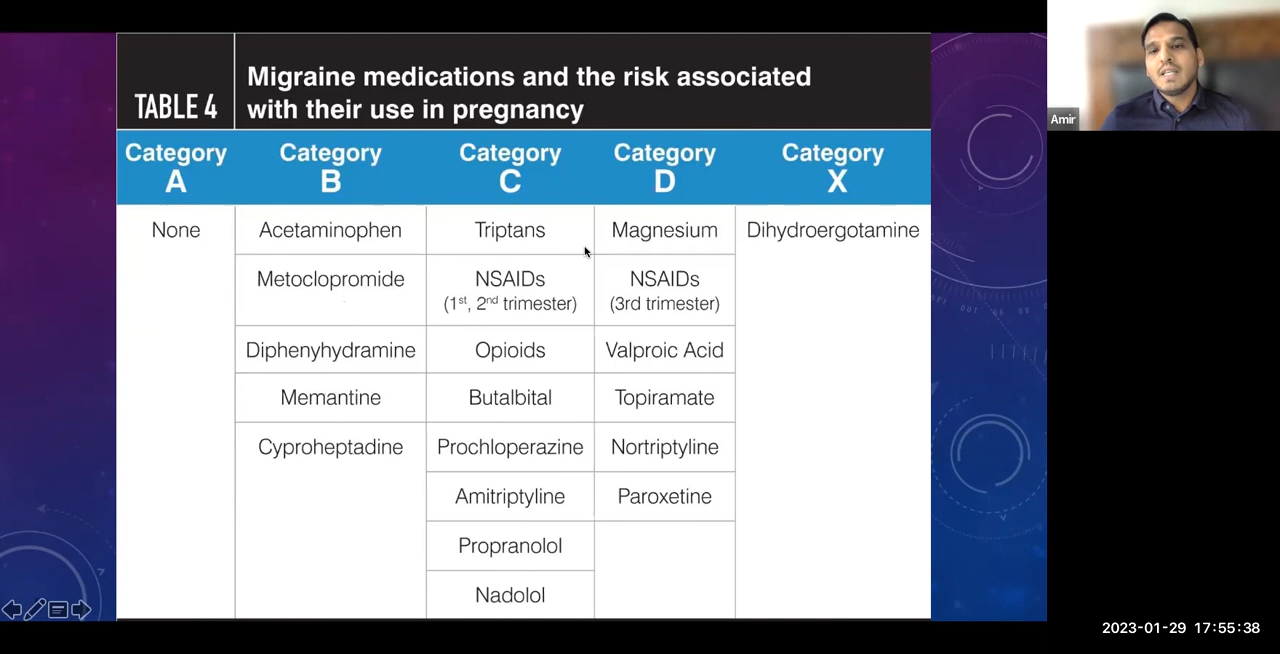 TABLE 4
Migraine medications and the risk associated
with their use in pregnancy
Category A
Category B
Category C
Category D
Category X
None
Acetaminophen
Triptans
Magnesium
Dihydroergotamine
Metoclopromide
NSAIDs
(1st, 2nd trimester)
NSAIDs
(3rd trimester)
Diphenyhydramine
Opioids
Valproic Acid
Memantine
Butalbital
Topiramate
Cyproheptadine
Prochloperazine
Nortriptyline
Amitriptyline
Paroxetine
Propranolol
Nadolol
Amir
2023-01-29 17:55:38